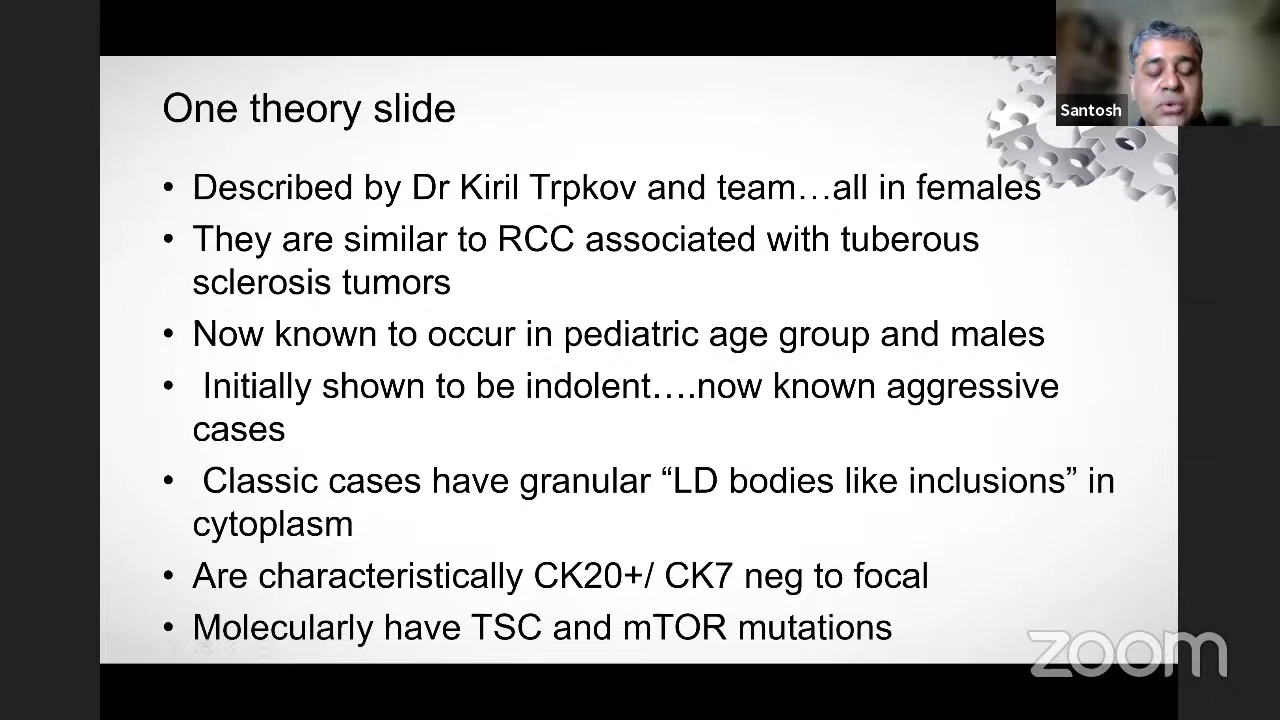 Santosh
One theory slide
• Described by Dr Kiril Trpkov and team…all in females
• They are similar to RCC associated with tuberous
sclerosis tumors
• Now known to occur in pediatric age group and males
• Initially shown to be indolent….now known aggressive
cases
• Classic cases have granular “LD bodies like inclusions” in
cytoplasm
• Are characteristically CK20+/ CK7 neg to focal
• Molecularly have TSC and mTOR mutations
zoom